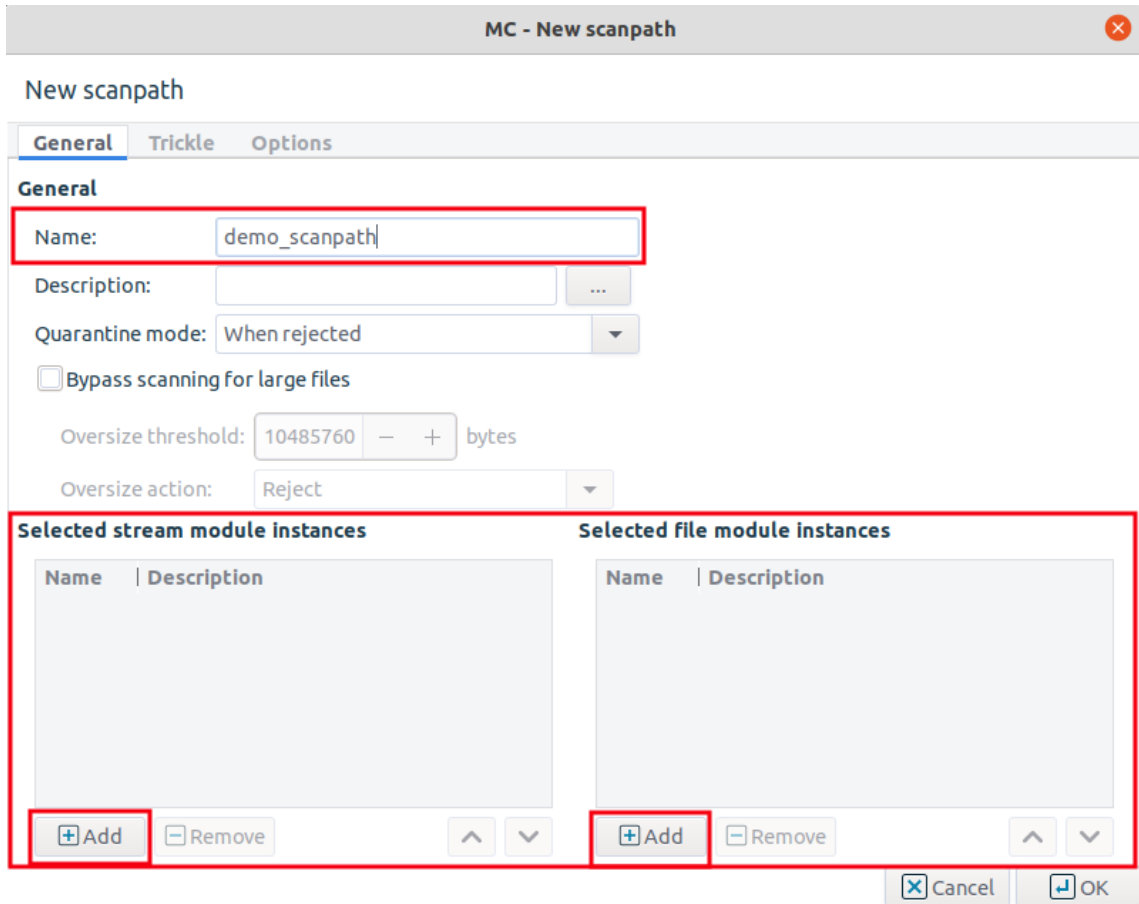 MC - New scanpath
New scanpath
General Trickle Options
General
Name: demo_scanpath
Description: ...
Quarantine mode: When rejected
Bypass scanning for large files
Oversize threshold: 10485760 − + bytes
Oversize action: Reject
Selected stream module instances Selected file module instances
Name Description Name Description
Add Remove Add Remove
Cancel OK